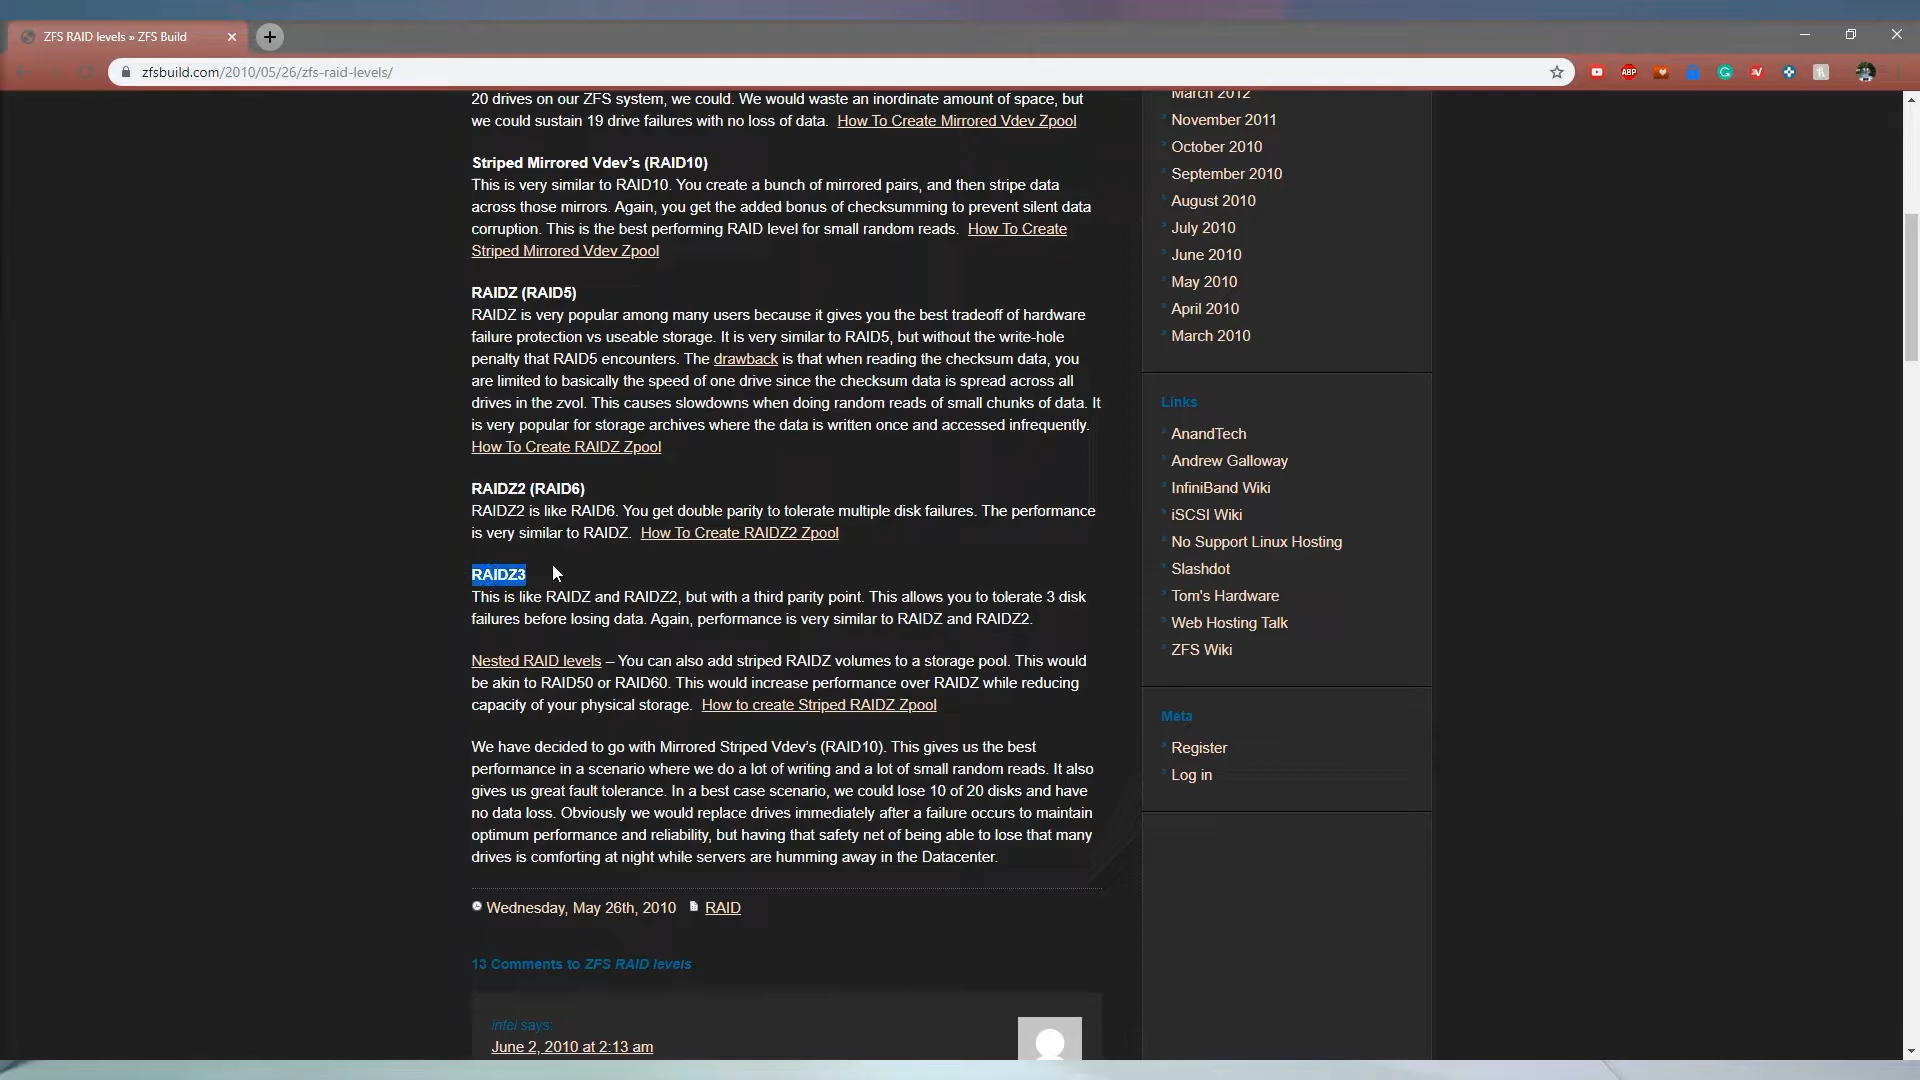 ZFS RAID levels » ZFS Build
zfsbuild.com/2010/05/26/zfs-raid-levels/
ABP
20 drives on our ZFS system, we could. We would waste an inordinate amount of space, but
we could sustain 19 drive failures with no loss of data. How To Create Mirrored Vdev Zpool
Striped Mirrored Vdev’s (RAID10)
This is very similar to RAID10. You create a bunch of mirrored pairs, and then stripe data
across those mirrors. Again, you get the added bonus of checksumming to prevent silent data
corruption. This is the best performing RAID level for small random reads. How To Create
Striped Mirrored Vdev Zpool
RAIDZ (RAID5)
RAIDZ is very popular among many users because it gives you the best tradeoff of hardware
failure protection vs useable storage. It is very similar to RAID5, but without the write-hole
penalty that RAID5 encounters. The drawback is that when reading the checksum data, you
are limited to basically the speed of one drive since the checksum data is spread across all
drives in the zvol. This causes slowdowns when doing random reads of small chunks of data. It
is very popular for storage archives where the data is written once and accessed infrequently.
How To Create RAIDZ Zpool
RAIDZ2 (RAID6)
RAIDZ2 is like RAID6. You get double parity to tolerate multiple disk failures. The performance
is very similar to RAIDZ. How To Create RAIDZ2 Zpool
RAIDZ3
This is like RAIDZ and RAIDZ2, but with a third parity point. This allows you to tolerate 3 disk
failures before losing data. Again, performance is very similar to RAIDZ and RAIDZ2.
Nested RAID levels – You can also add striped RAIDZ volumes to a storage pool. This would
be akin to RAID50 or RAID60. This would increase performance over RAIDZ while reducing
capacity of your physical storage. How to create Striped RAIDZ Zpool
We have decided to go with Mirrored Striped Vdev’s (RAID10). This gives us the best
performance in a scenario where we do a lot of writing and a lot of small random reads. It also
gives us great fault tolerance. In a best case scenario, we could lose 10 of 20 disks and have
no data loss. Obviously we would replace drives immediately after a failure occurs to maintain
optimum performance and reliability, but having that safety net of being able to lose that many
drives is comforting at night while servers are humming away in the Datacenter.
Wednesday, May 26th, 2010 RAID
13 Comments to ZFS RAID levels
intel says:
June 2, 2010 at 2:13 am
March 2012
November 2011
October 2010
September 2010
August 2010
July 2010
June 2010
May 2010
April 2010
March 2010
Links
AnandTech
Andrew Galloway
InfiniBand Wiki
iSCSI Wiki
No Support Linux Hosting
Slashdot
Tom's Hardware
Web Hosting Talk
ZFS Wiki
Meta
Register
Log in